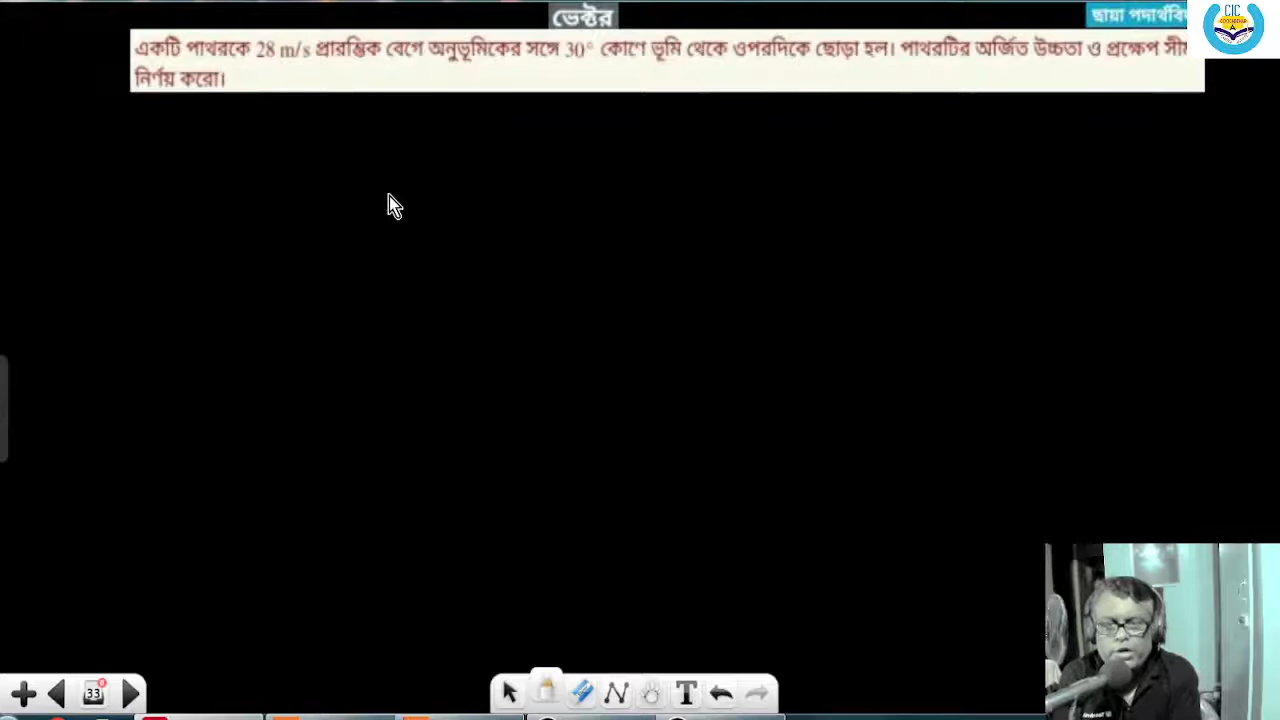 ভেক্টর
ছায়া পদার্থবিদ
CIC
COOCHBEHAR
একটি পাথরকে 28 m/s প্রারম্ভিক বেগে অনুভূমিকের সঙ্গে 30° কোণে ভূমি থেকে ওপরদিকে ছোড়া হল। পাথরটির অর্জিত উচ্চতা ও প্রক্ষেপ সীম
নির্ণয় করো।
33
T